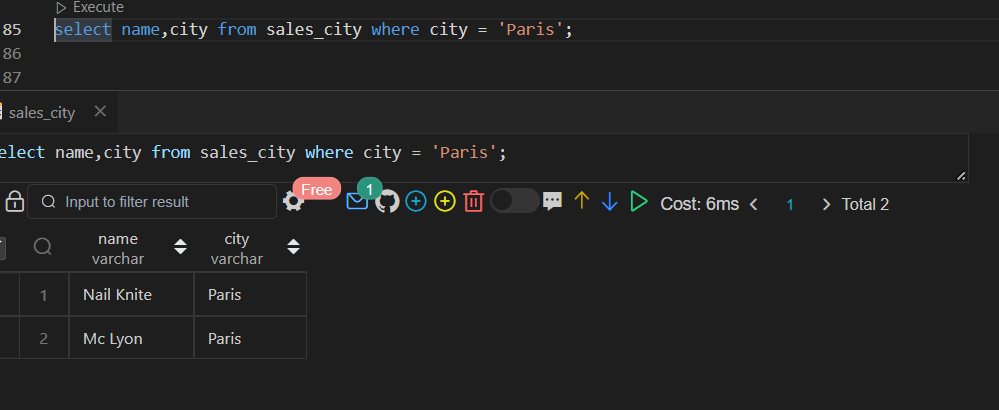 Execute
85 select name,city from sales_city where city = 'Paris';
86
87
sales_city
elect name,city from sales_city where city = 'Paris';
Input to filter result Free 1 Cost: 6ms 1 Total 2
name city
varchar varchar
1 Nail Knite Paris
2 Mc Lyon Paris